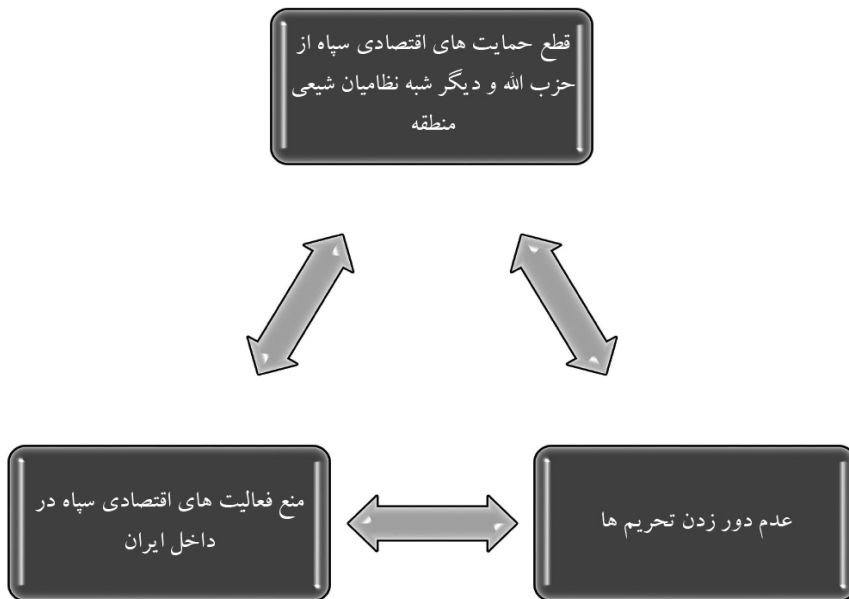 قطع حمایت های اقتصادی سپاه از
حزب الله و دیگر شبه نظامیان شیعی
منطقه
عدم دور زدن تحریم ها
منع فعالیت های اقتصادی سپاه در
داخل ایران